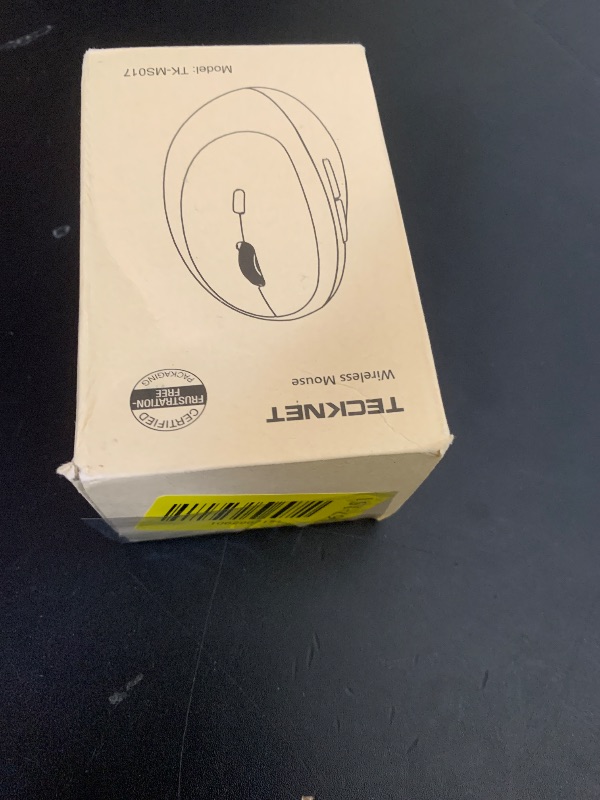 TECKNET
Wireless Mouse
CERTIFIED
FRUSTRATION-
FREE
PACKAGING
Model: TK-MS017